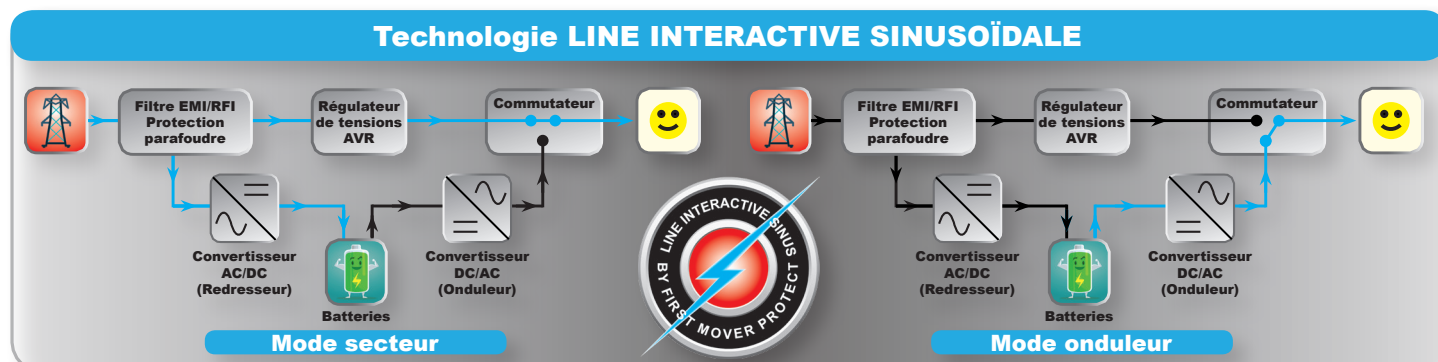 Technologie LINE INTERACTIVE SINUSOÏDALE
Filtre EMI/RFI
Protection
parafoudre
Régulateur
de tensions
AVR
Commutateur
Convertisseur
AC/DC
(Redresseur)
Batteries
Convertisseur
DC/AC
(Onduleur)
Mode secteur
LINE INTERACTIVE SINUS
BY FIRST MOVER PROTECT
Filtre EMI/RFI
Protection
parafoudre
Régulateur
de tensions
AVR
Commutateur
Convertisseur
AC/DC
(Redresseur)
Batteries
Convertisseur
DC/AC
(Onduleur)
Mode onduleur